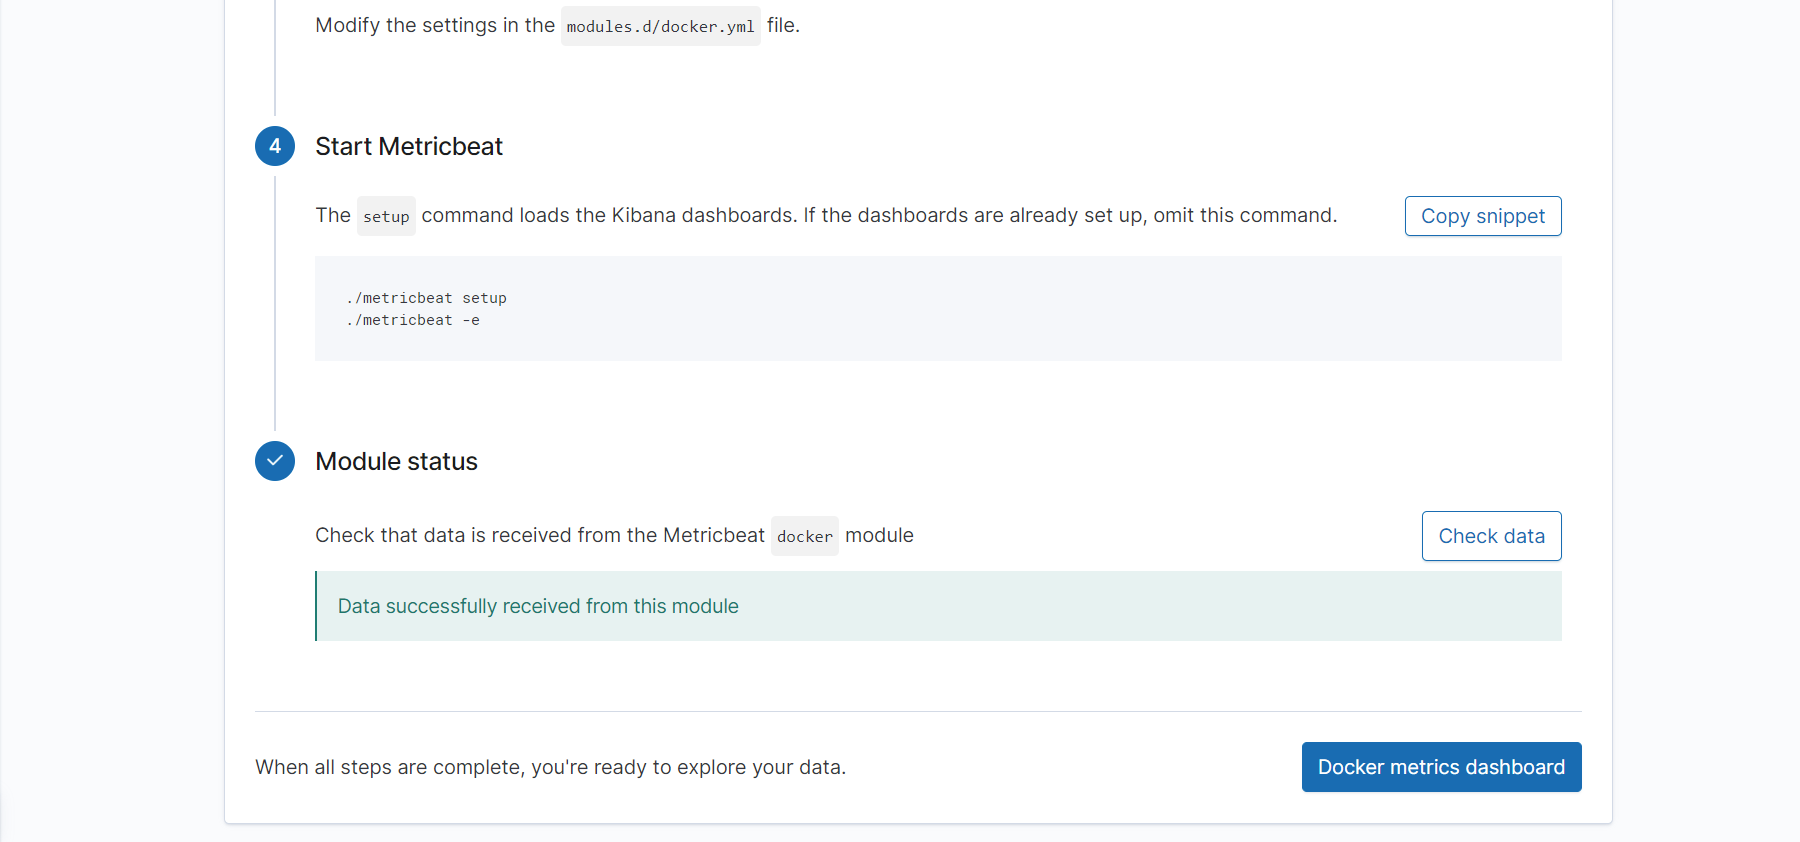 Modify the settings in the modules.d/docker.yml file.
4 Start Metricbeat
The setup command loads the Kibana dashboards. If the dashboards are already set up, omit this command. Copy snippet
./metricbeat setup
./metricbeat -e
Module status
Check that data is received from the Metricbeat docker module Check data
Data successfully received from this module
When all steps are complete, you're ready to explore your data. Docker metrics dashboard